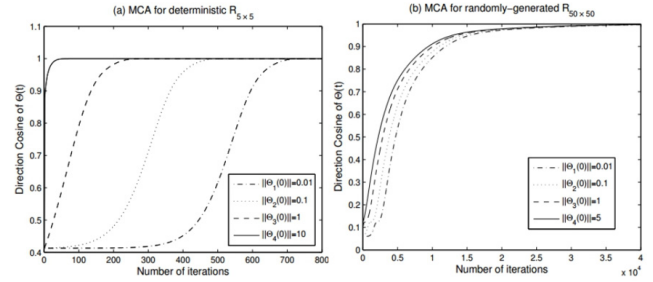 (a) MCA for deterministic R5×5
1.1
1
0.9
0.8
0.7
0.6
0.5
0.4
Direction Cosine of Θ(t)
||Θ1(0)||=0.01
||Θ2(0)||=0.1
||Θ3(0)||=1
||Θ4(0)||=10
0 100 200 300 400 500 600 700 800
Number of iterations
(b) MCA for randomly−generated R50×50
1
0.9
0.8
0.7
0.6
0.5
0.4
0.3
0.2
0.1
0
Direction Cosine of Θ(t)
||Θ1(0)||=0.01
||Θ2(0)||=0.1
||Θ3(0)||=1
||Θ4(0)||=5
0 0.5 1 1.5 2 2.5 3 3.5 4
Number of iterations
x 10^4